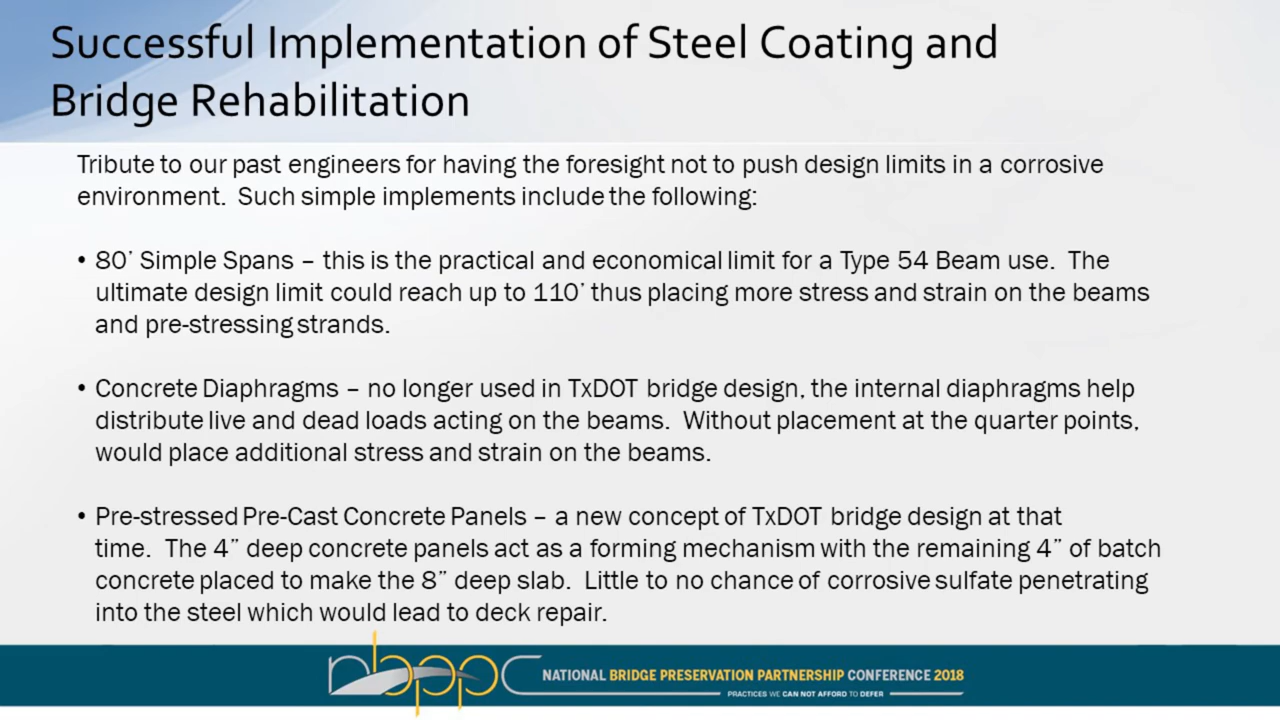 Successful Implementation of Steel Coating and
Bridge Rehabilitation
Tribute to our past engineers for having the foresight not to push design limits in a corrosive
environment.  Such simple implements include the following:
• 80' Simple Spans – this is the practical and economical limit for a Type 54 Beam use.  The
ultimate design limit could reach up to 110' thus placing more stress and strain on the beams
and pre-stressing strands.
• Concrete Diaphragms – no longer used in TxDOT bridge design, the internal diaphragms help
distribute live and dead loads acting on the beams.  Without placement at the quarter points,
would place additional stress and strain on the beams.
• Pre-stressed Pre-Cast Concrete Panels – a new concept of TxDOT bridge design at that
time.  The 4” deep concrete panels act as a forming mechanism with the remaining 4” of batch
concrete placed to make the 8” deep slab.  Little to no chance of corrosive sulfate penetrating
into the steel which would lead to deck repair.
nbppc
NATIONAL BRIDGE PRESERVATION PARTNERSHIP CONFERENCE 2018
PRACTICES WE CAN NOT AFFORD TO DEFER